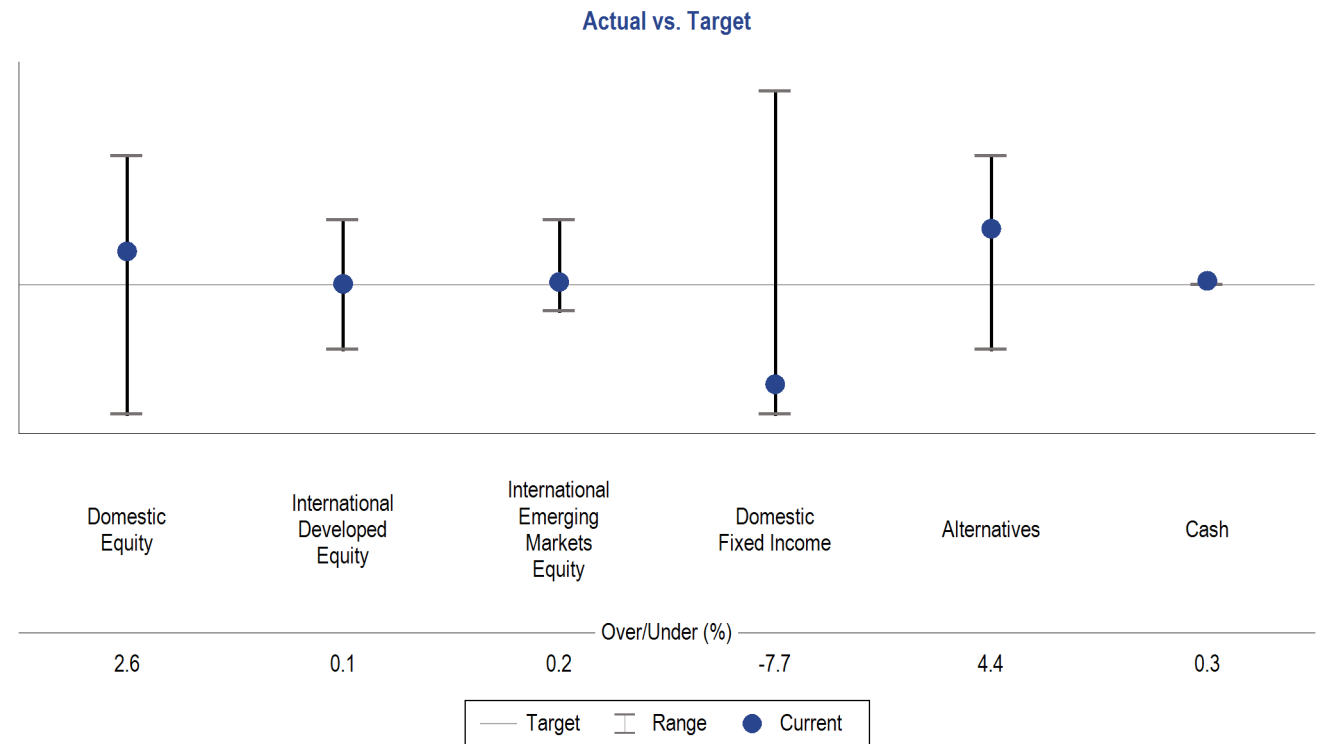 Actual vs. Target
Domestic
Equity
International
Developed
Equity
International
Emerging
Markets
Equity
Domestic
Fixed Income
Alternatives
Cash
Over/Under (%)
2.6 0.1 0.2 -7.7 4.4 0.3
Target Range Current